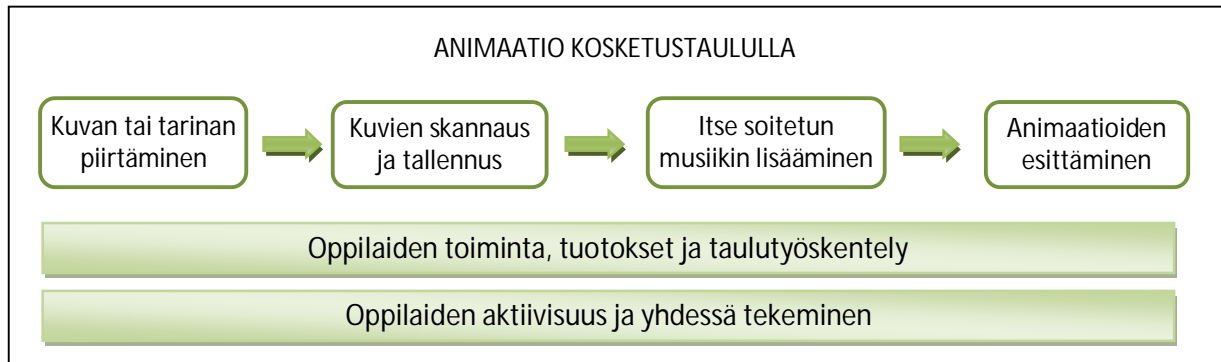 ANIMAATIO KOSKETUSTAULULLA
Kuvan tai tarinan
piirtäminen
Kuvien skannaus
ja tallennus
Itse soitetun
musiikin lisääminen
Animaatioiden
esittäminen
Oppilaiden toiminta, tuotokset ja taulutyöskentely
Oppilaiden aktiivisuus ja yhdessä tekeminen